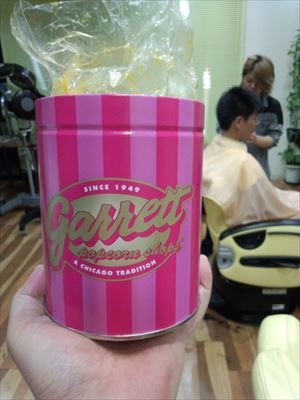 SINCE 1949
Garrett
popcorn shops
A CHICAGO TRADITION